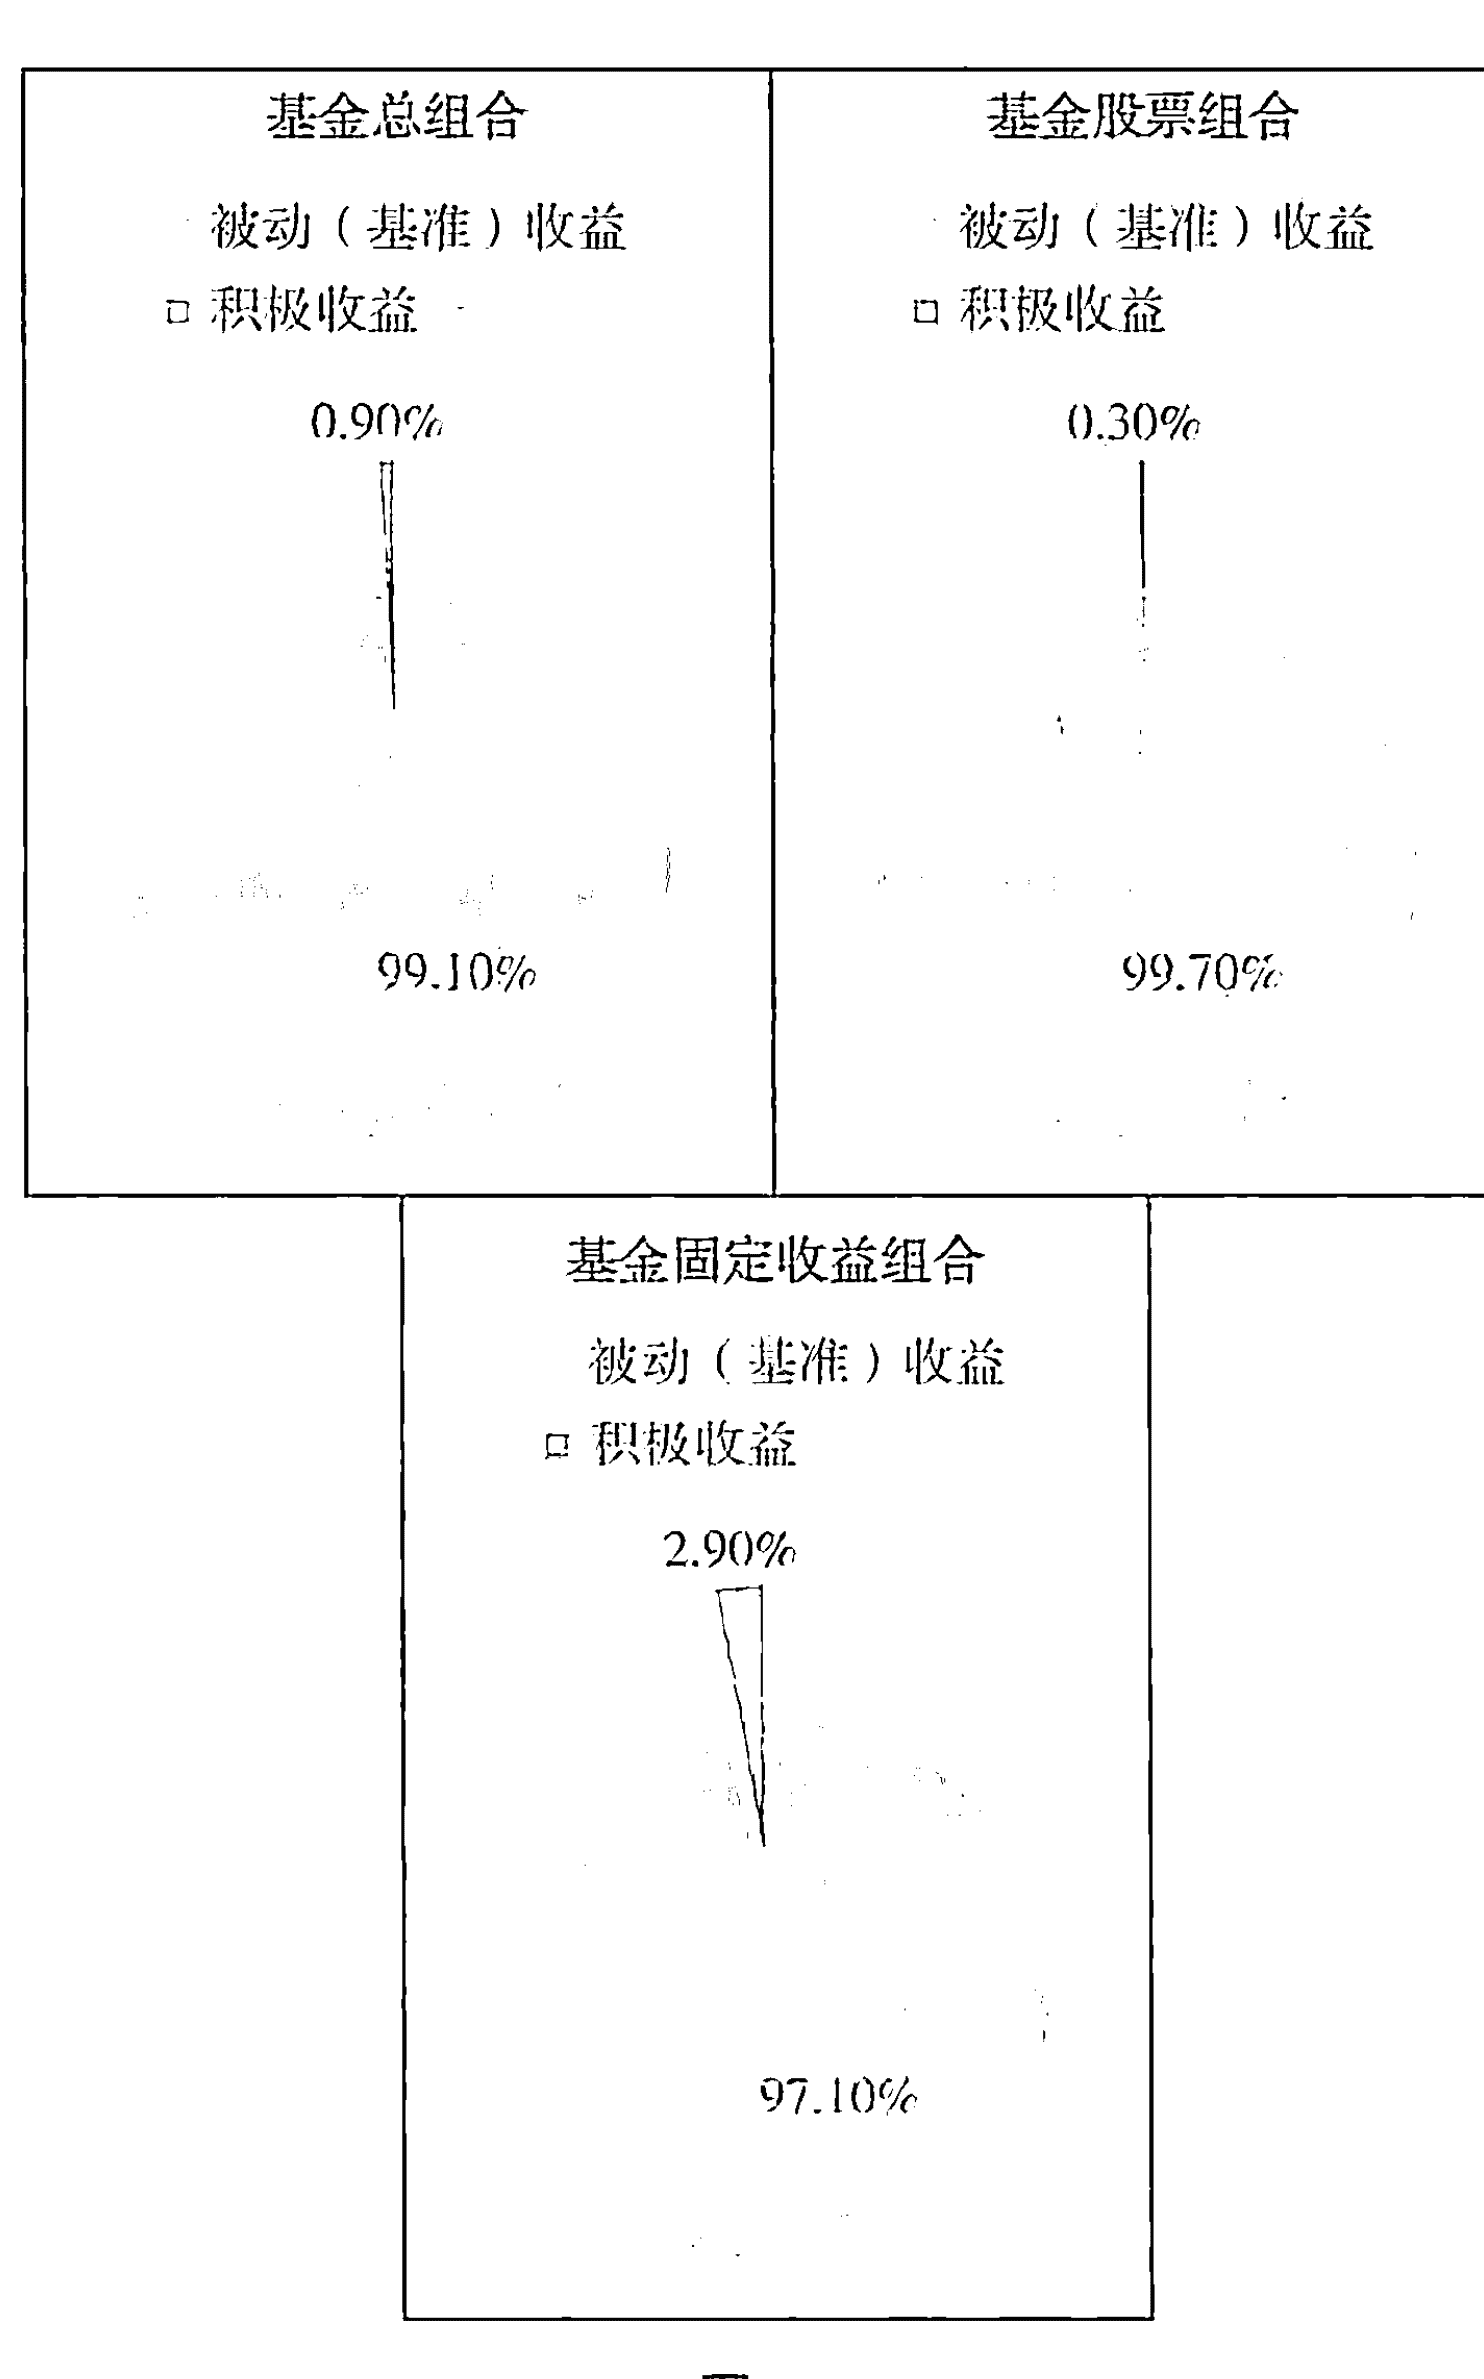 基金总组合
被动（基准）收益
积极收益
0.90%
99.10%
基金股票组合
被动（基准）收益
积极收益
0.30%
99.70%
基金固定收益组合
被动（基准）收益
积极收益
2.90%
97.10%